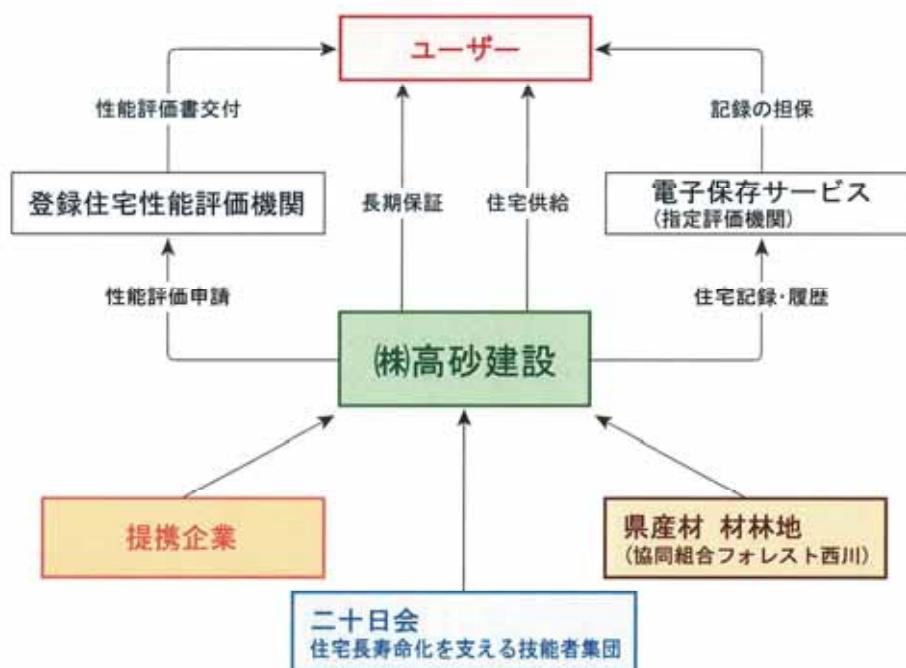 ユーザー
性能評価書交付
記録の担保
登録住宅性能評価機関
長期保証
住宅供給
電子保存サービス
(指定評価機関)
性能評価申請
住宅記録・履歴
㈱高砂建設
提携企業
県産材 材林地
(協同組合フォレスト西川)
二十日会
住宅長寿命化を支える技能者集団